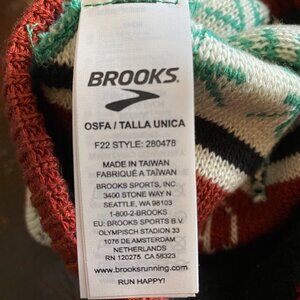 BROOKS
OSFA / TALLA UNICA
F22 STYLE: 280478
MADE IN TAIWAN
FABRIQUÉ A TAÏWAN
BROOKS SPORTS, INC.
3400 STONE WAY N
SEATTLE, WA 98103
1-800-2-BROOKS
EU: BROOKS SPORTS B.V.
OLYMPISCH STADION 33
1076 DE AMSTERDAM
NETHERLANDS
RN 120275 CA 58323
www.brooksrunning.com
RUN HAPPY!